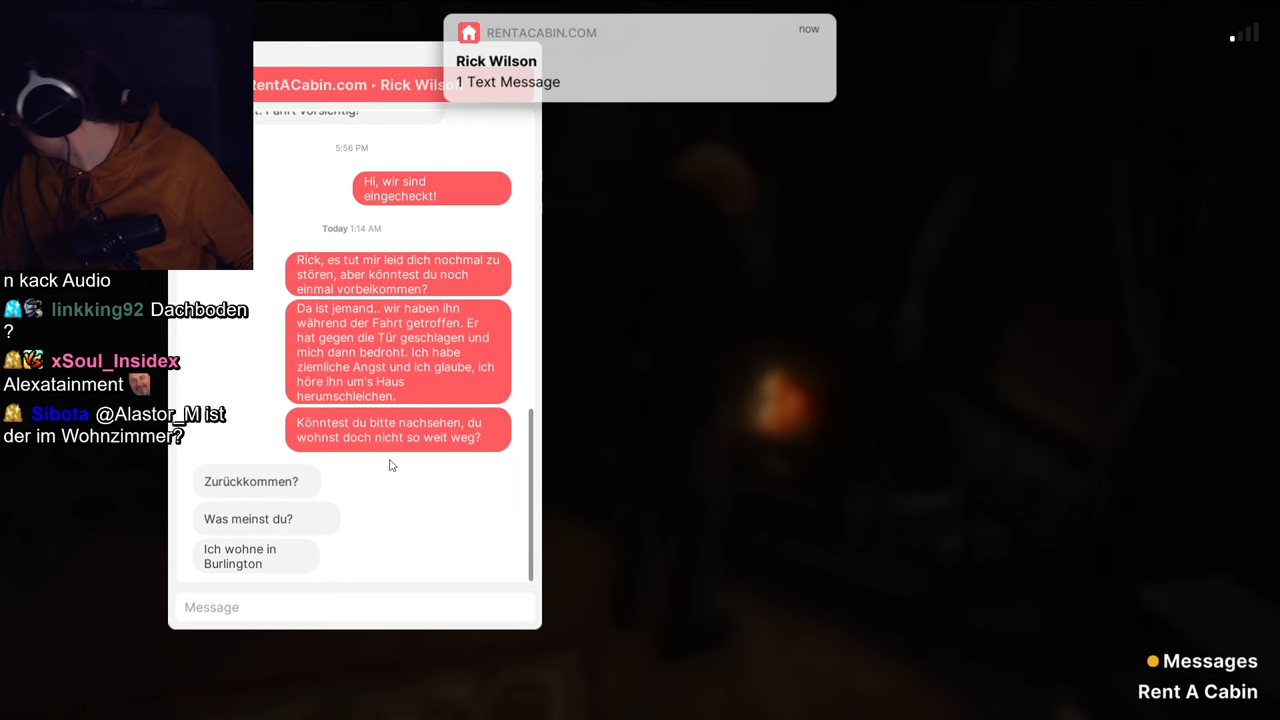 RENTACABIN.COM
now
Rick Wilson
1 Text Message
RentACabin.com ‣ Rick Wilson
t! Fahrt vorsichtig!
5:56 PM
Hi, wir sind
eingecheckt!
Today 1:14 AM
Rick, es tut mir leid dich nochmal zu
stören, aber könntest du noch
einmal vorbeikommen?
Da ist jemand.. wir haben ihn
während der Fahrt getroffen. Er
hat gegen die Tür geschlagen und
mich dann bedroht. Ich habe
ziemliche Angst und ich glaube, ich
höre ihn um's Haus
herumschleichen.
Könntest du bitte nachsehen, du
wohnst doch nicht so weit weg?
Zurückkommen?
Was meinst du?
Ich wohne in
Burlington
Message
n kack Audio
linkking92 Dachboden
?
xSoul_Insidex
Alexatainment
Sibota @Alastor_M ist
der im Wohnzimmer?
Messages
Rent A Cabin